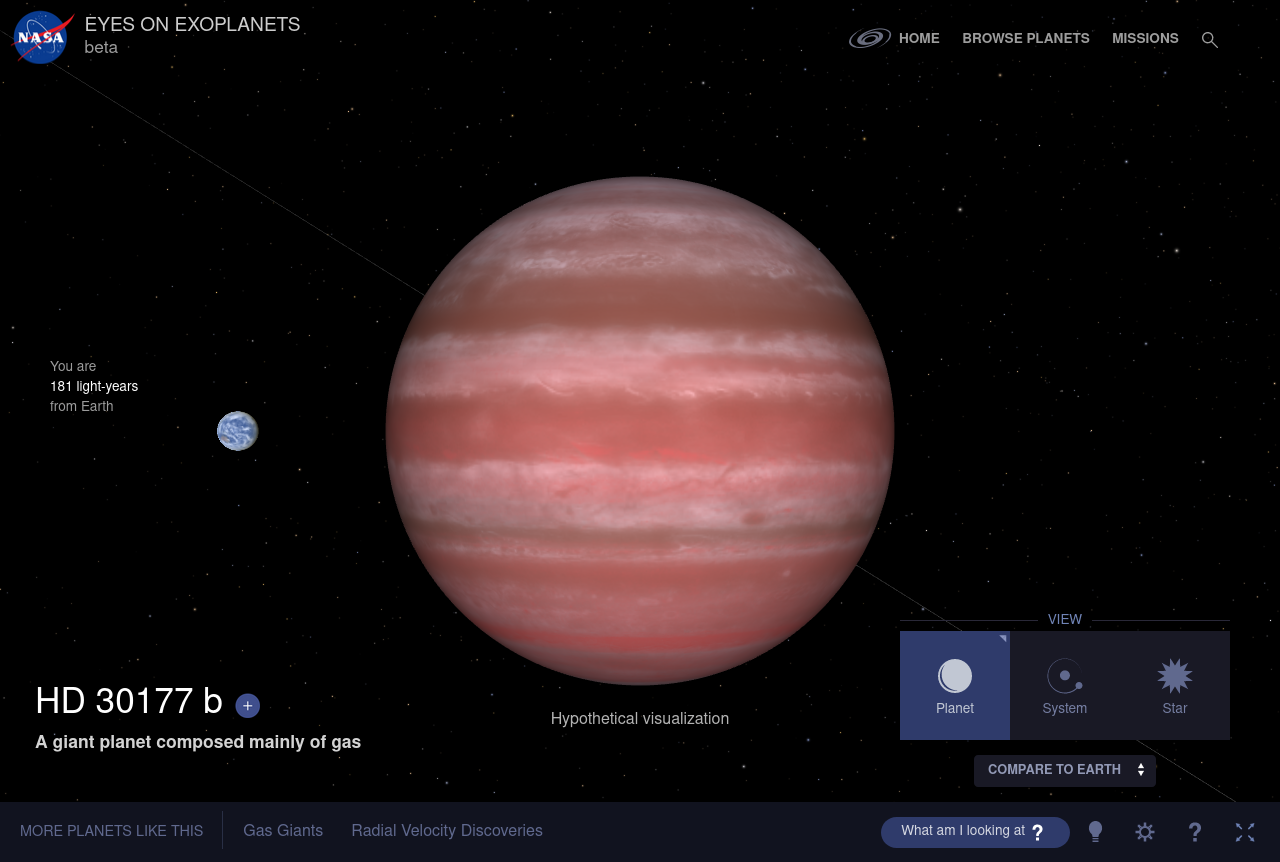 NASA
EYES ON EXOPLANETS
beta
HOME
BROWSE PLANETS
MISSIONS
You are
181 light-years
from Earth
VIEW
Planet
System
Star
HD 30177 b +
A giant planet composed mainly of gas
Hypothetical visualization
COMPARE TO EARTH
MORE PLANETS LIKE THIS
Gas Giants
Radial Velocity Discoveries
What am I looking at ?
?